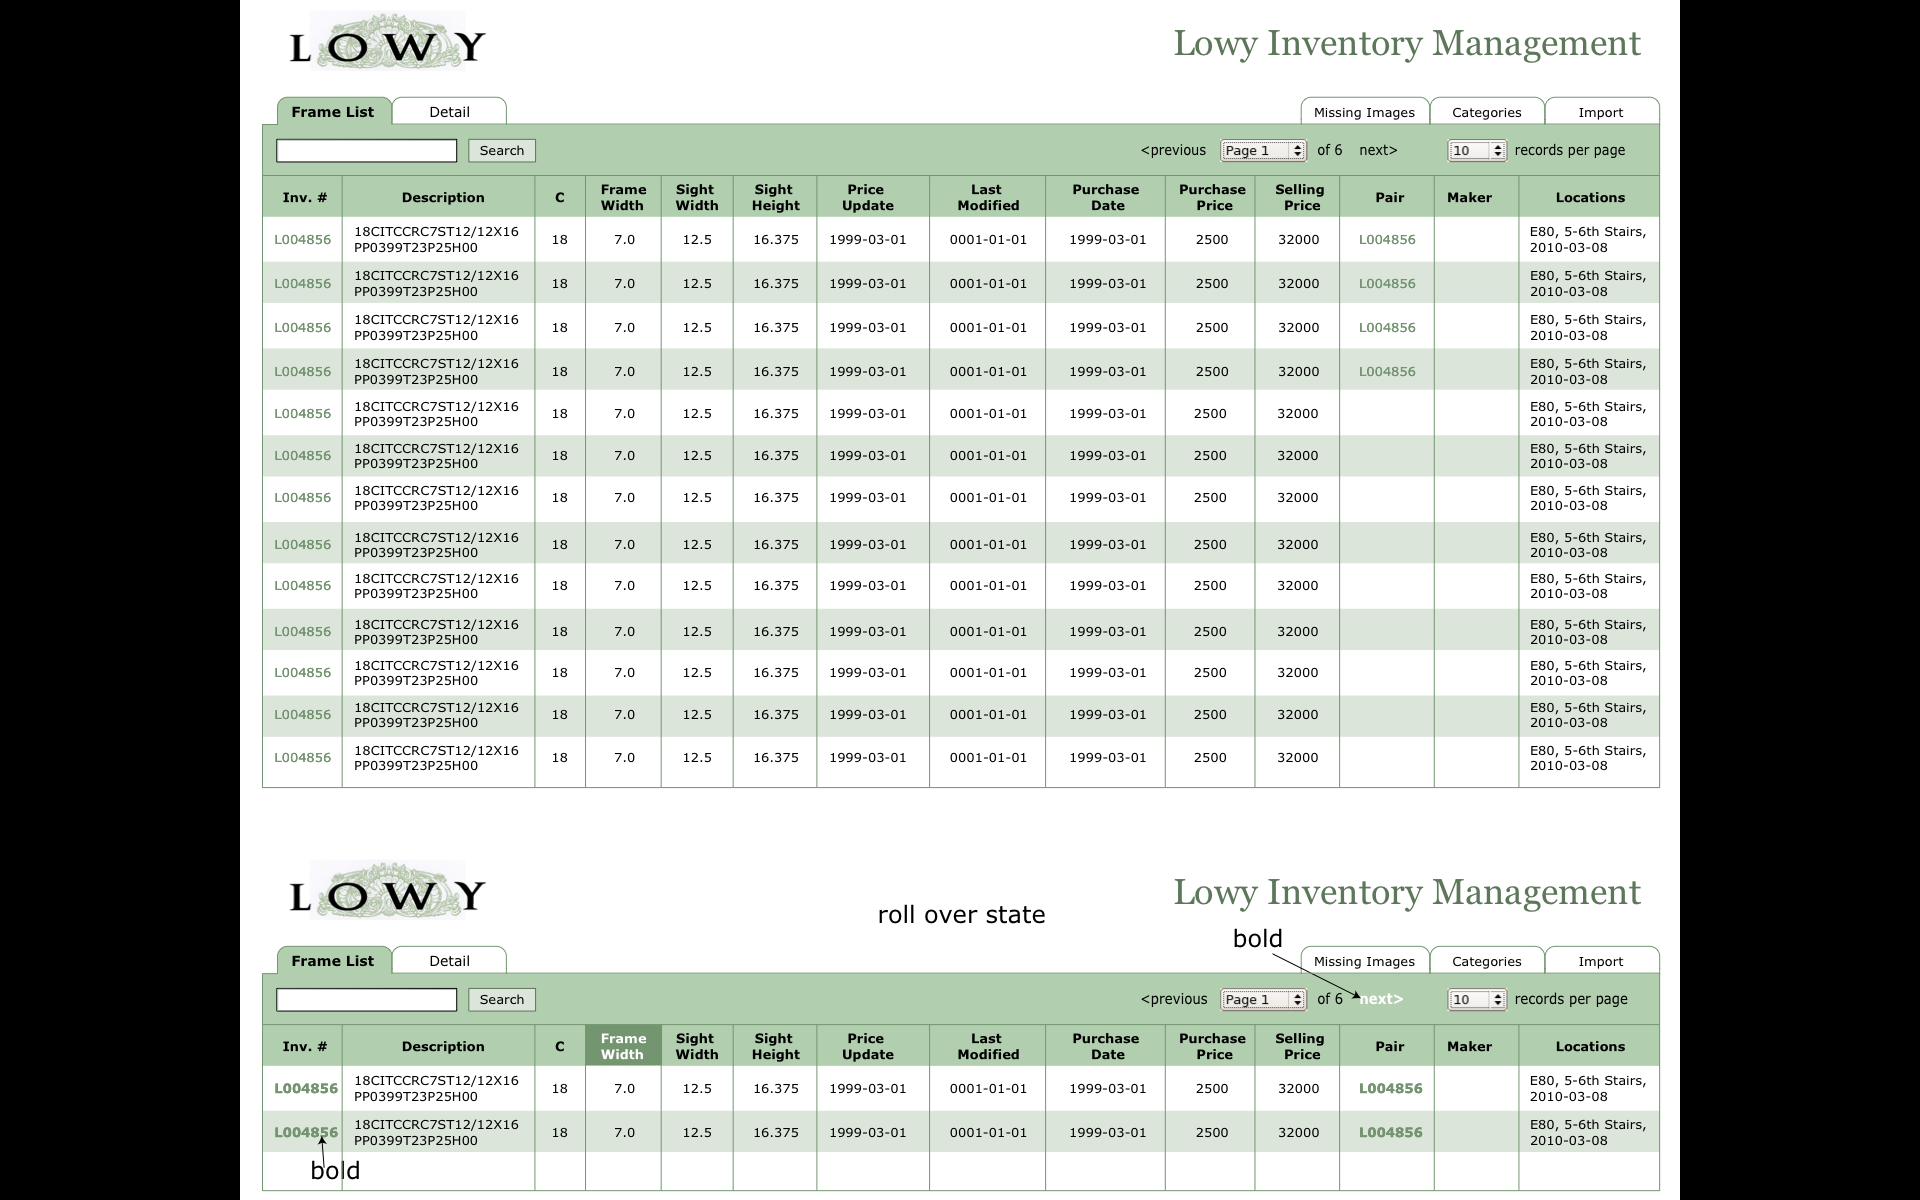 LOWY
Lowy Inventory Management
Frame List Detail Missing Images Categories Import
Search <previous Page 1 of 6 next> 10 records per page
Inv. # Description C Frame Width Sight Width Sight Height Price Update Last Modified Purchase Date Purchase Price Selling Price Pair Maker Locations
L004856 18CITCCRC7ST12/12X16 PP0399T23P25H00 18 7.0 12.5 16.375 1999-03-01 0001-01-01 1999-03-01 2500 32000 L004856 E80, 5-6th Stairs, 2010-03-08
L004856 18CITCCRC7ST12/12X16 PP0399T23P25H00 18 7.0 12.5 16.375 1999-03-01 0001-01-01 1999-03-01 2500 32000 L004856 E80, 5-6th Stairs, 2010-03-08
L004856 18CITCCRC7ST12/12X16 PP0399T23P25H00 18 7.0 12.5 16.375 1999-03-01 0001-01-01 1999-03-01 2500 32000 L004856 E80, 5-6th Stairs, 2010-03-08
L004856 18CITCCRC7ST12/12X16 PP0399T23P25H00 18 7.0 12.5 16.375 1999-03-01 0001-01-01 1999-03-01 2500 32000 L004856 E80, 5-6th Stairs, 2010-03-08
L004856 18CITCCRC7ST12/12X16 PP0399T23P25H00 18 7.0 12.5 16.375 1999-03-01 0001-01-01 1999-03-01 2500 32000 E80, 5-6th Stairs, 2010-03-08
L004856 18CITCCRC7ST12/12X16 PP0399T23P25H00 18 7.0 12.5 16.375 1999-03-01 0001-01-01 1999-03-01 2500 32000 E80, 5-6th Stairs, 2010-03-08
L004856 18CITCCRC7ST12/12X16 PP0399T23P25H00 18 7.0 12.5 16.375 1999-03-01 0001-01-01 1999-03-01 2500 32000 E80, 5-6th Stairs, 2010-03-08
L004856 18CITCCRC7ST12/12X16 PP0399T23P25H00 18 7.0 12.5 16.375 1999-03-01 0001-01-01 1999-03-01 2500 32000 E80, 5-6th Stairs, 2010-03-08
L004856 18CITCCRC7ST12/12X16 PP0399T23P25H00 18 7.0 12.5 16.375 1999-03-01 0001-01-01 1999-03-01 2500 32000 E80, 5-6th Stairs, 2010-03-08
L004856 18CITCCRC7ST12/12X16 PP0399T23P25H00 18 7.0 12.5 16.375 1999-03-01 0001-01-01 1999-03-01 2500 32000 E80, 5-6th Stairs, 2010-03-08
L004856 18CITCCRC7ST12/12X16 PP0399T23P25H00 18 7.0 12.5 16.375 1999-03-01 0001-01-01 1999-03-01 2500 32000 E80, 5-6th Stairs, 2010-03-08
L004856 18CITCCRC7ST12/12X16 PP0399T23P25H00 18 7.0 12.5 16.375 1999-03-01 0001-01-01 1999-03-01 2500 32000 E80, 5-6th Stairs, 2010-03-08
L004856 18CITCCRC7ST12/12X16 PP0399T23P25H00 18 7.0 12.5 16.375 1999-03-01 0001-01-01 1999-03-01 2500 32000 E80, 5-6th Stairs, 2010-03-08
LOWY
Lowy Inventory Management
roll over state
bold
Frame List Detail Missing Images Categories Import
Search <previous Page 1 of 6 next> 10 records per page
Inv. # Description C Frame Width Sight Width Sight Height Price Update Last Modified Purchase Date Purchase Price Selling Price Pair Maker Locations
L004856 18CITCCRC7ST12/12X16 PP0399T23P25H00 18 7.0 12.5 16.375 1999-03-01 0001-01-01 1999-03-01 2500 32000 L004856 E80, 5-6th Stairs, 2010-03-08
L004856 18CITCCRC7ST12/12X16 PP0399T23P25H00 18 7.0 12.5 16.375 1999-03-01 0001-01-01 1999-03-01 2500 32000 L004856 E80, 5-6th Stairs, 2010-03-08
bold